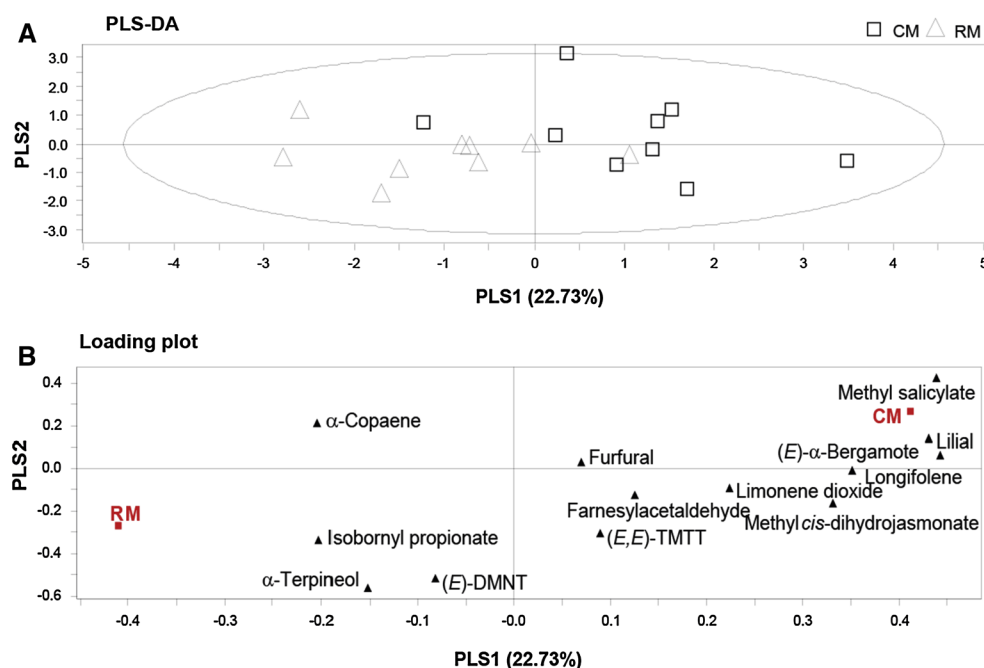 A
PLS-DA
CM RM
3.0
2.0
1.0
0.0
-1.0
-2.0
-3.0
PLS2
-5 -4 -3 -2 -1 0 1 2 3 4 5
PLS1 (22.73%)
B
Loading plot
0.4
0.2
0.0
-0.2
-0.4
-0.6
PLS2
Methyl salicylate
CM
α-Copaene
Lilial
(E)-α-Bergamote
Furfural
Longifolene
Limonene dioxide
Farnesylacetaldehyde
Methyl cis-dihydrojasmonate
RM
Isobornyl propionate
(E,E)-TMTT
α-Terpineol
(E)-DMNT
-0.4 -0.3 -0.2 -0.1 -0.0 0.1 0.2 0.3 0.4
PLS1 (22.73%)